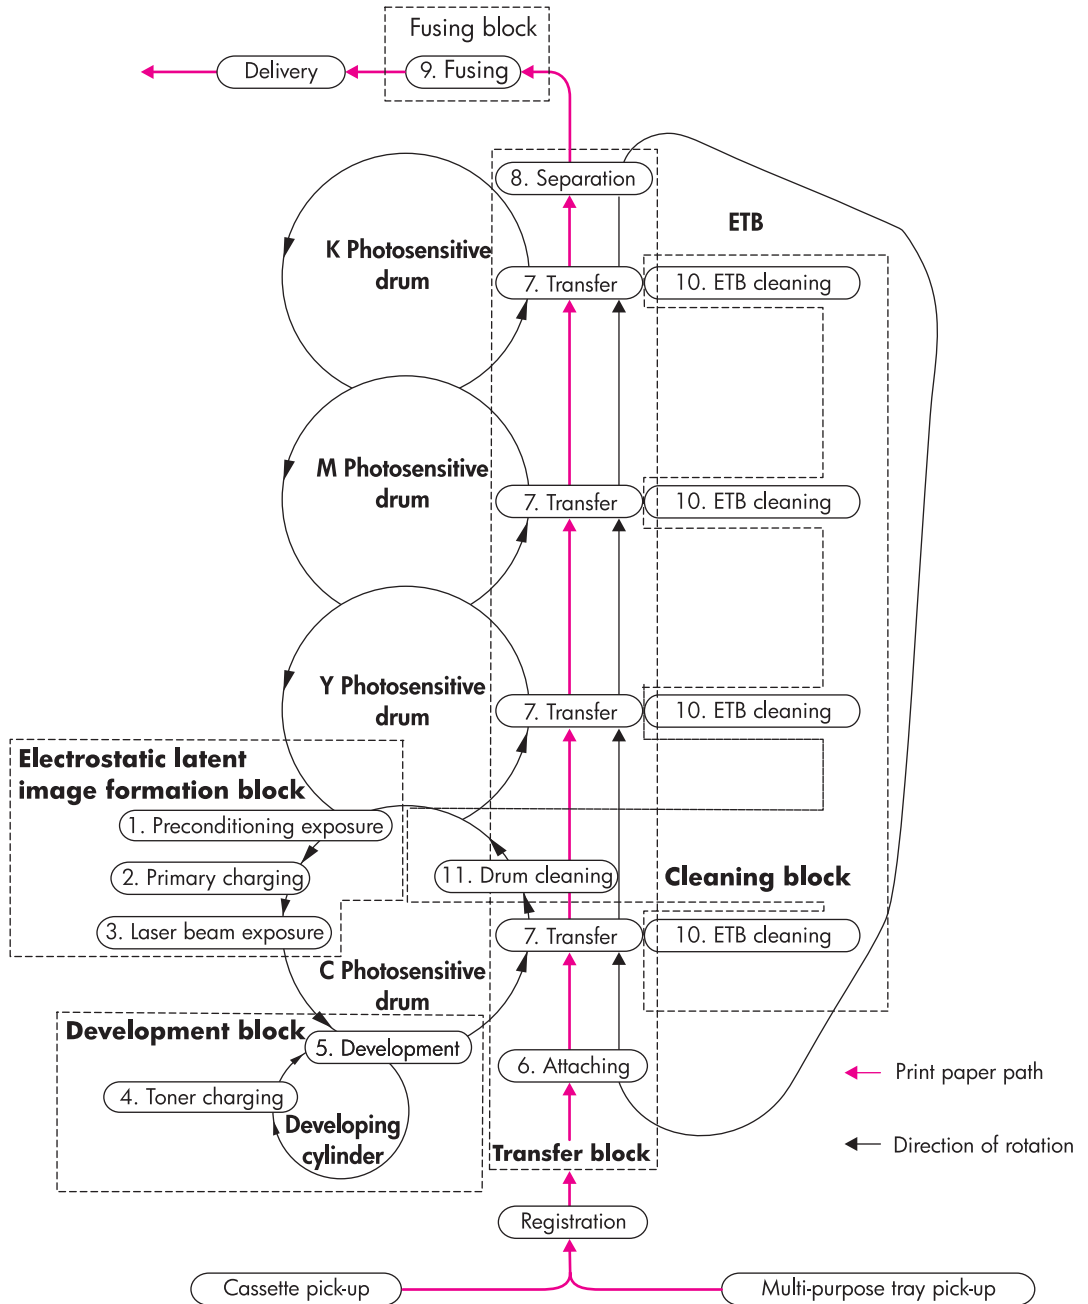 Fusing block
Delivery
9. Fusing
8. Separation
ETB
K Photosensitive
drum
7. Transfer
10. ETB cleaning
M Photosensitive
drum
7. Transfer
10. ETB cleaning
Y Photosensitive
drum
7. Transfer
10. ETB cleaning
Electrostatic latent
image formation block
1. Preconditioning exposure
2. Primary charging
11. Drum cleaning
Cleaning block
3. Laser beam exposure
7. Transfer
10. ETB cleaning
C Photosensitive
drum
Development block
5. Development
6. Attaching
4. Toner charging
Developing
cylinder
Transfer block
Print paper path
Direction of rotation
Registration
Cassette pick-up
Multi-purpose tray pick-up